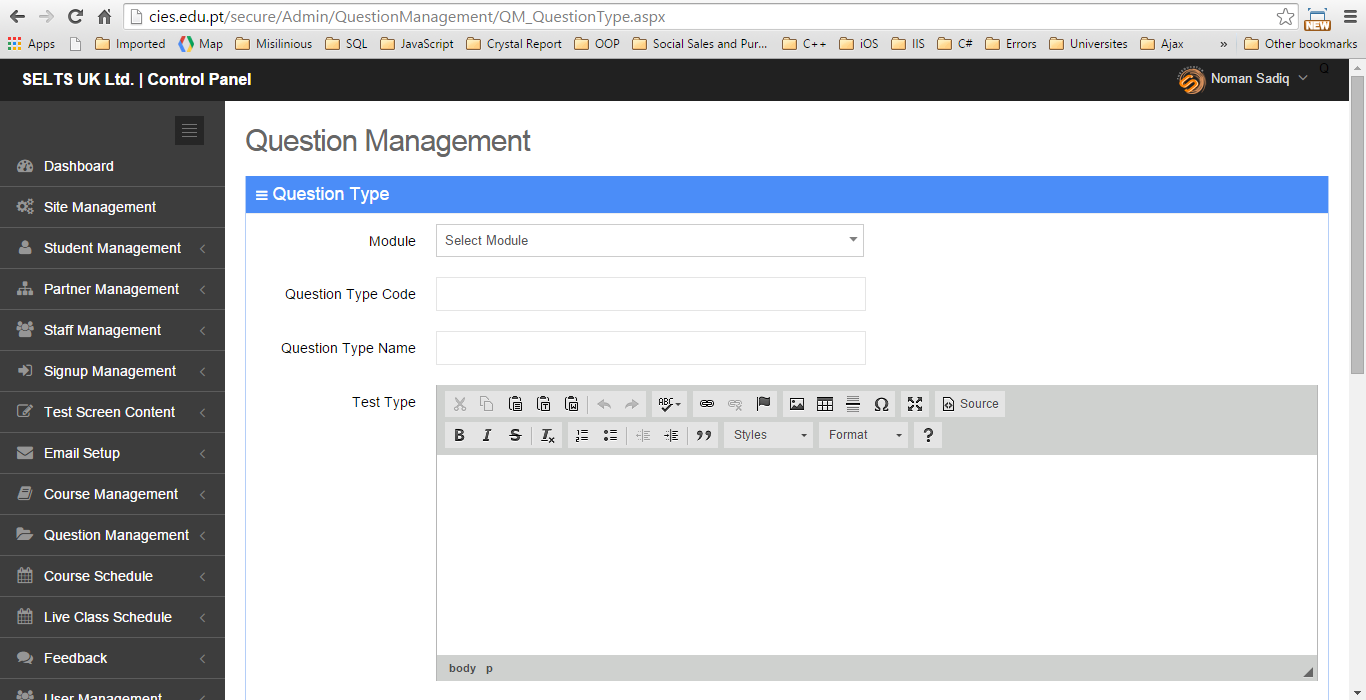 cies.edu.pt/secure/Admin/QuestionManagement/QM_QuestionType.aspx
NEW
Apps Imported Map Misilinious SQL JavaScript Crystal Report OOP Social Sales and Pur... C++ iOS IIS C# Errors Universites Ajax » Other bookmarks
SELTS UK Ltd. | Control Panel
Noman Sadiq
Q
Dashboard
Site Management
Student Management
Partner Management
Staff Management
Signup Management
Test Screen Content
Email Setup
Course Management
Question Management
Course Schedule
Live Class Schedule
Feedback
User Management
Question Management
Question Type
Module
Select Module
Question Type Code
Question Type Name
Test Type
ABC
Ω
Source
B I S Tx
Styles
Format
?
body p